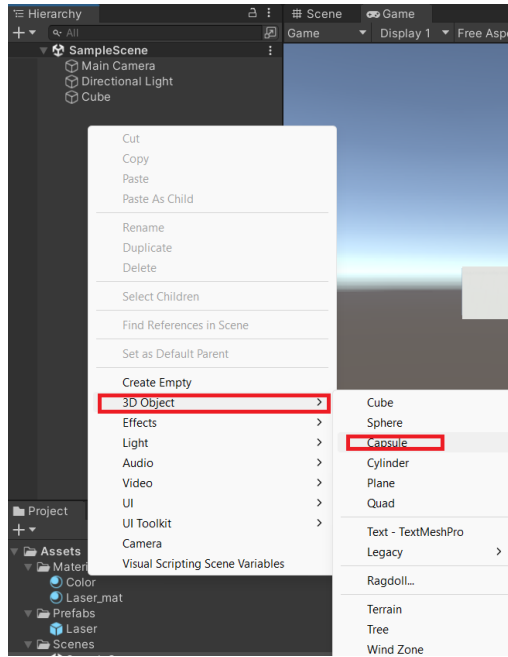 Hierarchy
All
SampleScene
Main Camera
Directional Light
Cube
Scene
Game
Game
Display 1
Free Asp
Cut
Copy
Paste
Paste As Child
Rename
Duplicate
Delete
Select Children
Find References in Scene
Set as Default Parent
Create Empty
3D Object
Effects
Light
Audio
Video
UI
UI Toolkit
Camera
Visual Scripting Scene Variables
Cube
Sphere
Capsule
Cylinder
Plane
Quad
Text - TextMeshPro
Legacy
Ragdoll...
Terrain
Tree
Wind Zone
Project
Assets
Materi
Color
Laser_mat
Prefabs
Laser
Scenes